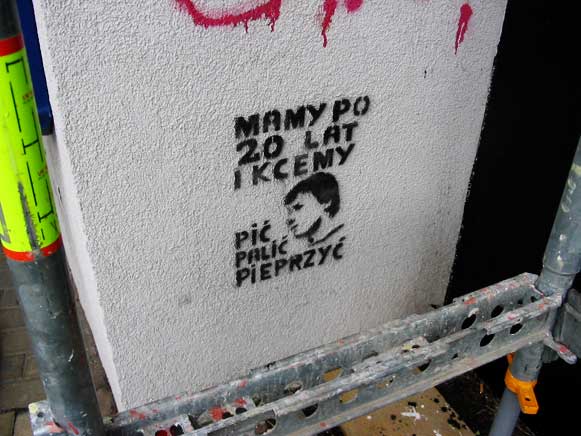 MAMY PO
20 LAT
I KCEMY
PIĆ
PALIĆ
PIEPRZYĆ